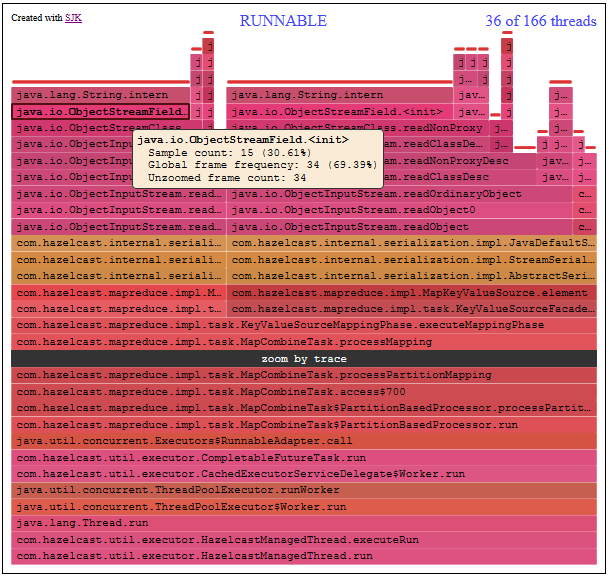 Created with SJK
RUNNABLE
36 of 166 threads
j
j
j j
j j j j j
j j j… j j j…
java.lang.String.intern j j java.lang.String.intern jav… j j…
java.io.ObjectStreamField… j j java.io.ObjectStreamField.<init> jav… j j…
java.io.ObjectStreamClass… java.io.ObjectStreamClass.readNonProxy j… j j…
java.io.ObjectInpu… .readClassDe… j… j j…
java.io.ObjectInpu… .readNonProxyDesc jav… j
java.io.ObjectInpu… .readClassDesc jav… j
java.io.ObjectInputStream.read… java.io.ObjectInputStream.readOrdinaryObject c…
java.io.ObjectInputStream.read… java.io.ObjectInputStream.readObject0 c…
java.io.ObjectInputStream.read… java.io.ObjectInputStream.readObject c…
java.io.ObjectStreamField.<init>
Sample count: 15 (30.61%)
Global frame frequency: 34 (69.39%)
Unzoomed frame count: 34
com.hazelcast.internal.seriali… com.hazelcast.internal.serialization.impl.JavaDefaultS…
com.hazelcast.internal.seriali… com.hazelcast.internal.serialization.impl.StreamSerial…
com.hazelcast.internal.seriali… com.hazelcast.internal.serialization.impl.AbstractSeri…
com.hazelcast.mapreduce.impl.M… com.hazelcast.mapreduce.impl.MapKeyValueSource.element
com.hazelcast.mapreduce.impl.t… com.hazelcast.mapreduce.impl.task.KeyValueSourceFacade…
com.hazelcast.mapreduce.impl.task.KeyValueSourceMappingPhase.executeMappingPhase
com.hazelcast.mapreduce.impl.task.MapCombineTask.processMapping
zoom by trace
com.hazelcast.mapreduce.impl.task.MapCombineTask.processPartitionMapping
com.hazelcast.mapreduce.impl.task.MapCombineTask.access$700
com.hazelcast.mapreduce.impl.task.MapCombineTask$PartitionBasedProcessor.processPartit…
com.hazelcast.mapreduce.impl.task.MapCombineTask$PartitionBasedProcessor.run
java.util.concurrent.Executors$RunnableAdapter.call
com.hazelcast.util.executor.CompletableFutureTask.run
com.hazelcast.util.executor.CachedExecutorServiceDelegate$Worker.run
java.util.concurrent.ThreadPoolExecutor.runWorker
java.util.concurrent.ThreadPoolExecutor$Worker.run
java.lang.Thread.run
com.hazelcast.util.executor.HazelcastManagedThread.executeRun
com.hazelcast.util.executor.HazelcastManagedThread.run